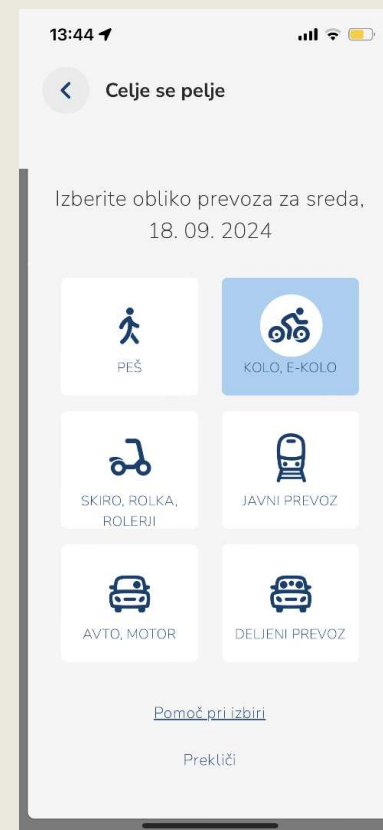 13:44
Celje se pelje
Izberite obliko prevoza za sreda,
18. 09. 2024
PEŠ
KOLO, E-KOLO
SKIRO, ROLKA,
ROLERJI
JAVNI PREVOZ
AVTO, MOTOR
DELJENI PREVOZ
Pomoč pri izbiri
Prekliči